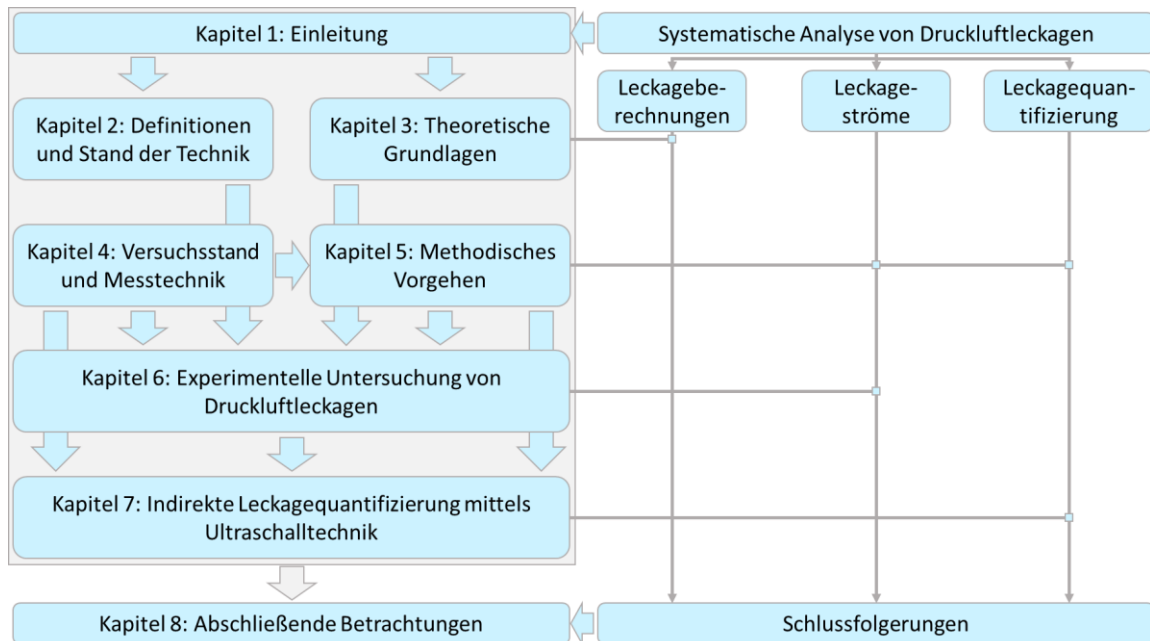 Kapitel 1: Einleitung
Systematische Analyse von Druckluftleckagen
Leckagebe-
rechnungen
Leckage-
ströme
Leckagequan-
tifizierung
Kapitel 2: Definitionen
und Stand der Technik
Kapitel 3: Theoretische
Grundlagen
Kapitel 4: Versuchsstand
und Messtechnik
Kapitel 5: Methodisches
Vorgehen
Kapitel 6: Experimentelle Untersuchung von
Druckluftleckagen
Kapitel 7: Indirekte Leckagequantifizierung mittels
Ultraschalltechnik
Kapitel 8: Abschließende Betrachtungen
Schlussfolgerungen